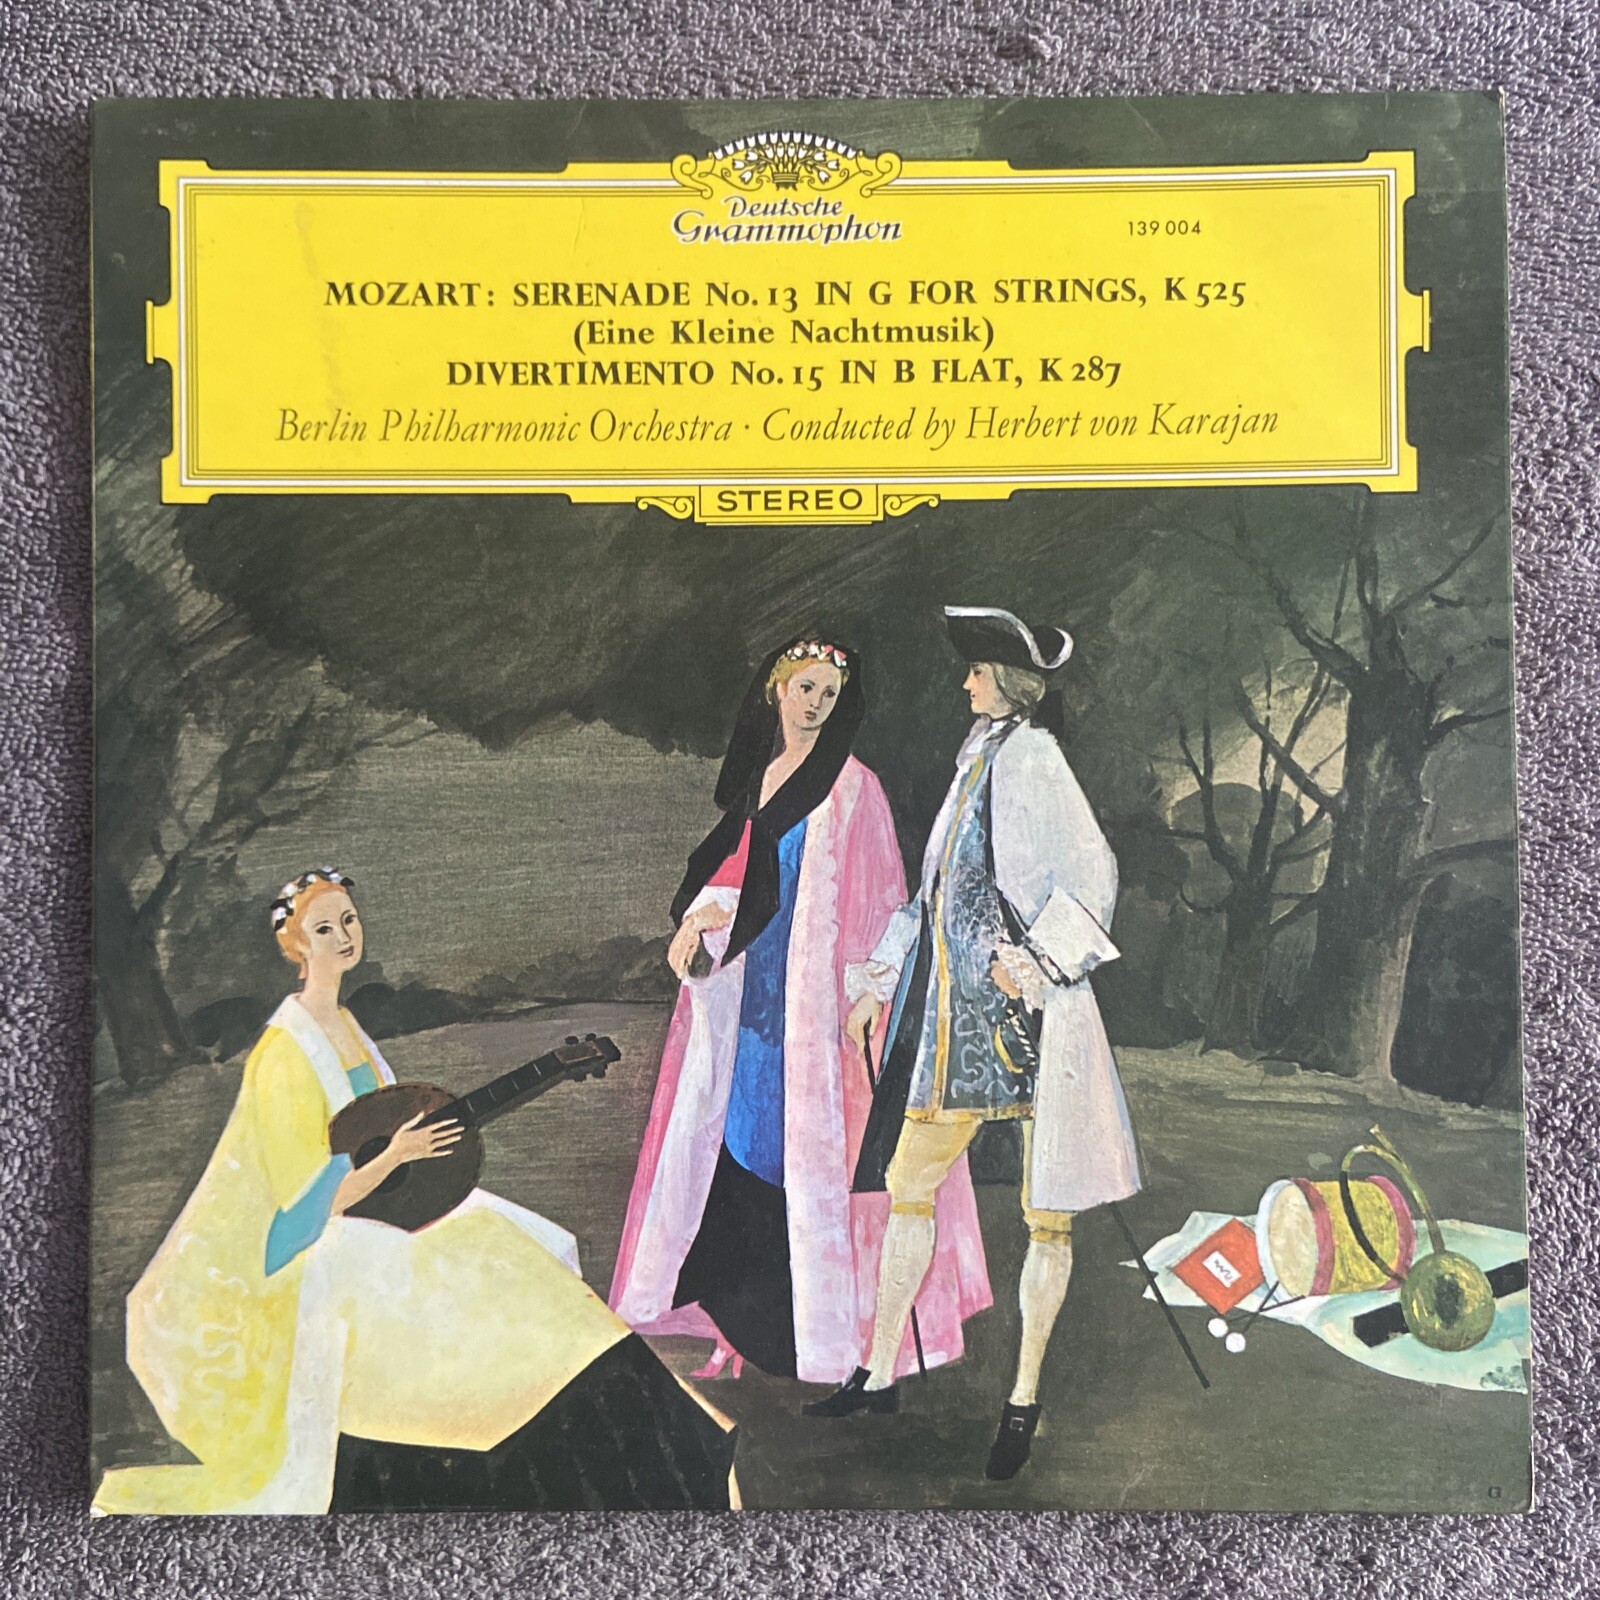 Deutsche
Grammophon
139 004
MOZART: SERENADE No. 13 IN G FOR STRINGS, K 525
(Eine Kleine Nachtmusik)
DIVERTIMENTO No. 15 IN B FLAT, K 287
Berlin Philharmonic Orchestra · Conducted by Herbert von Karajan
STEREO